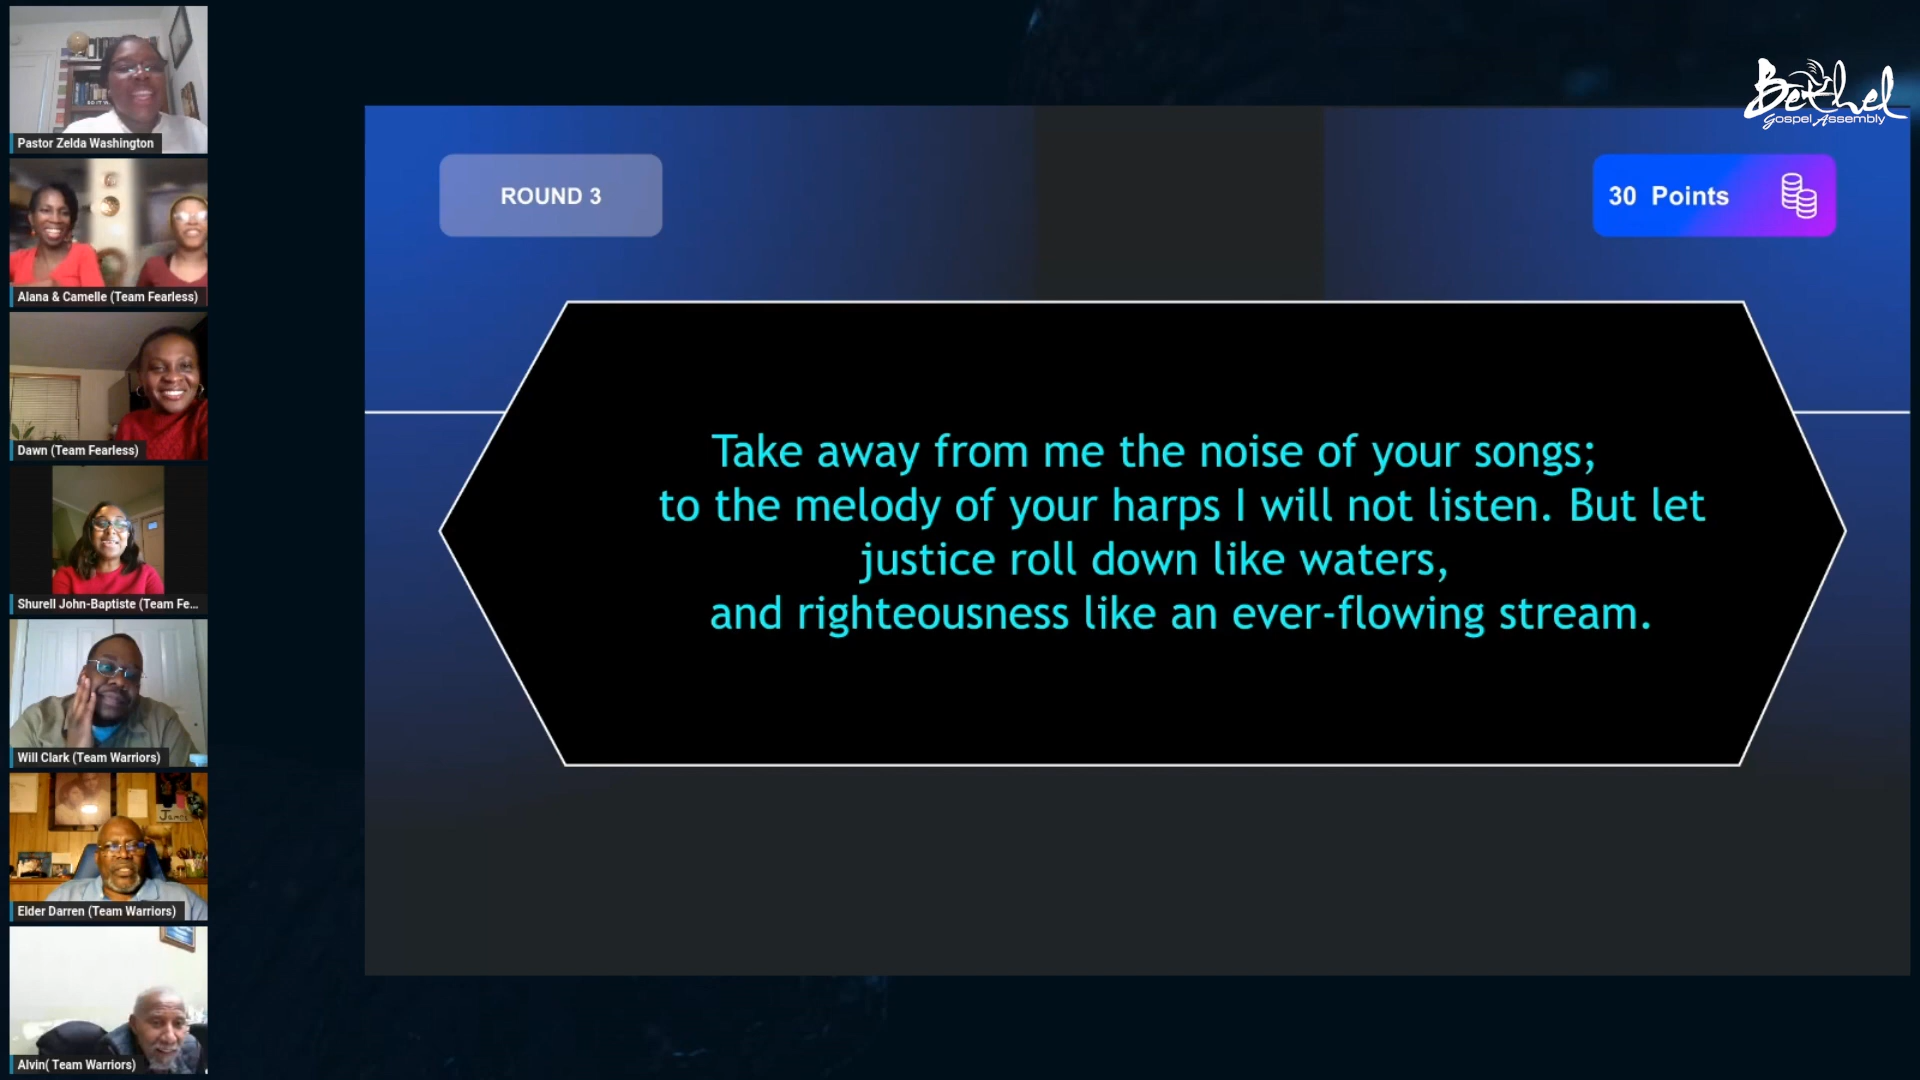 Bethel
Gospel Assembly
ROUND 3
30 Points
Take away from me the noise of your songs;
to the melody of your harps I will not listen. But let
justice roll down like waters,
and righteousness like an ever-flowing stream.
Pastor Zelda Washington
Alana & Camelle (Team Fearless)
Dawn (Team Fearless)
Shurell John-Baptiste (Team Fe...
Will Clark (Team Warriors)
Elder Darren (Team Warriors)
Alvin( Team Warriors)